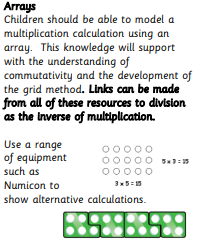 Arrays
Children should be able to model a
multiplication calculation using an
array. This knowledge will support
with the understanding of
commutativity and the development of
the grid method. Links can be made
from all of these resources to division
as the inverse of multiplication.
Use a range
of equipment
such as
Numicon to
show alternative calculations.
5 x 3 = 15
3 x 5 = 15